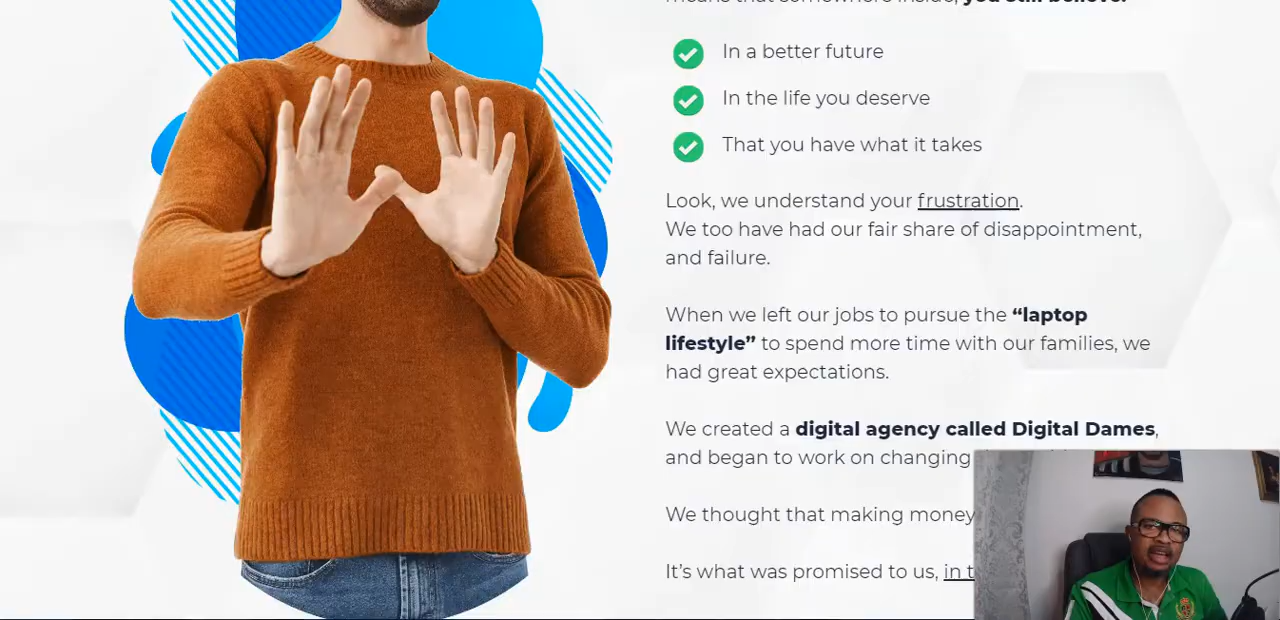 In a better future
In the life you deserve
That you have what it takes
Look, we understand your frustration.
We too have had our fair share of disappointment,
and failure.
When we left our jobs to pursue the “laptop
lifestyle” to spend more time with our families, we
had great expectations.
We created a digital agency called Digital Dames,
and began to work on changing
We thought that making money
It’s what was promised to us, in